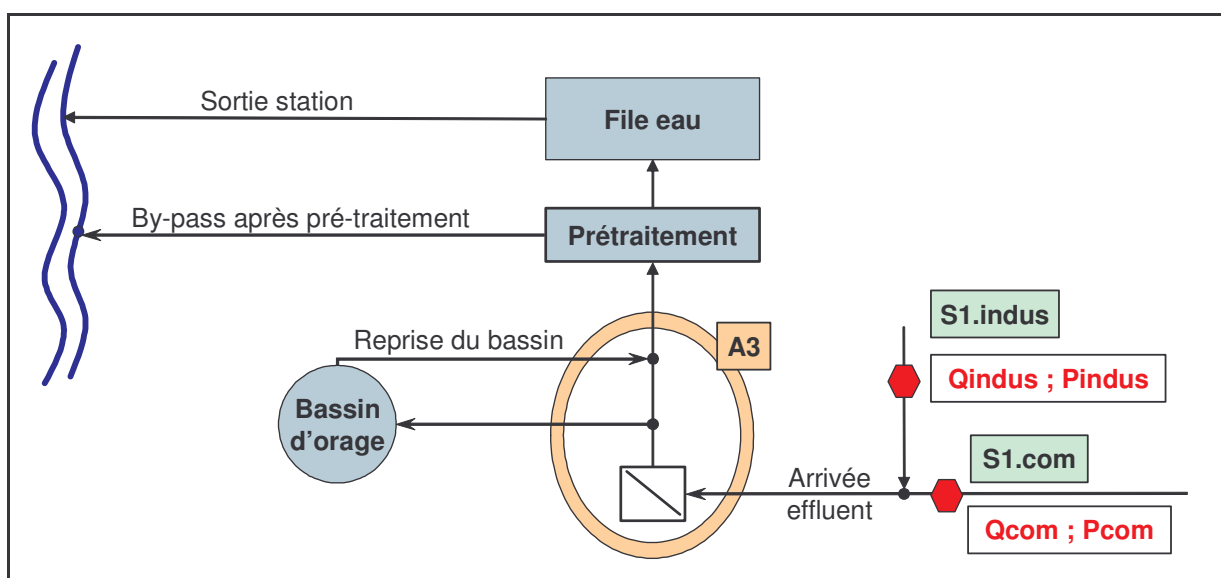 Sortie station
File eau
By-pass après pré-traitement
Prétraitement
Reprise du bassin
A3
S1.indus
Qindus ; Pindus
Bassin
d'orage
S1.com
Arrivée
effluent
Qcom ; Pcom